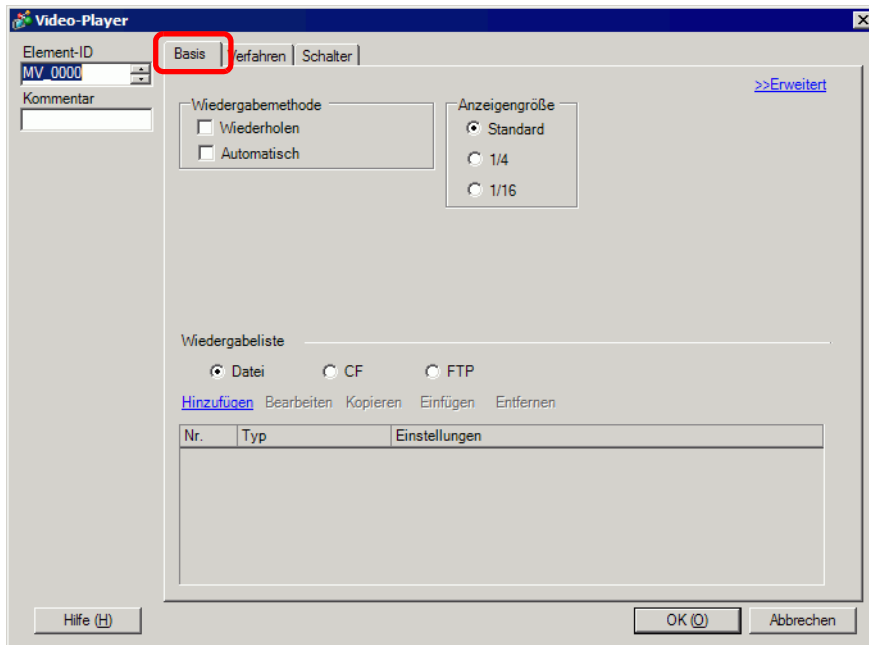 Video-Player
Element-ID
MV_0000
Kommentar
Basis Verfahren Schalter
>>Erweitert
Wiedergabemethode
Wiederholen
Automatisch
Anzeigengröße
Standard
1/4
1/16
Wiedergabeliste
Datei CF FTP
Hinzufügen Bearbeiten Kopieren Einfügen Entfernen
Nr. Typ Einstellungen
Hilfe (H) OK (O) Abbrechen